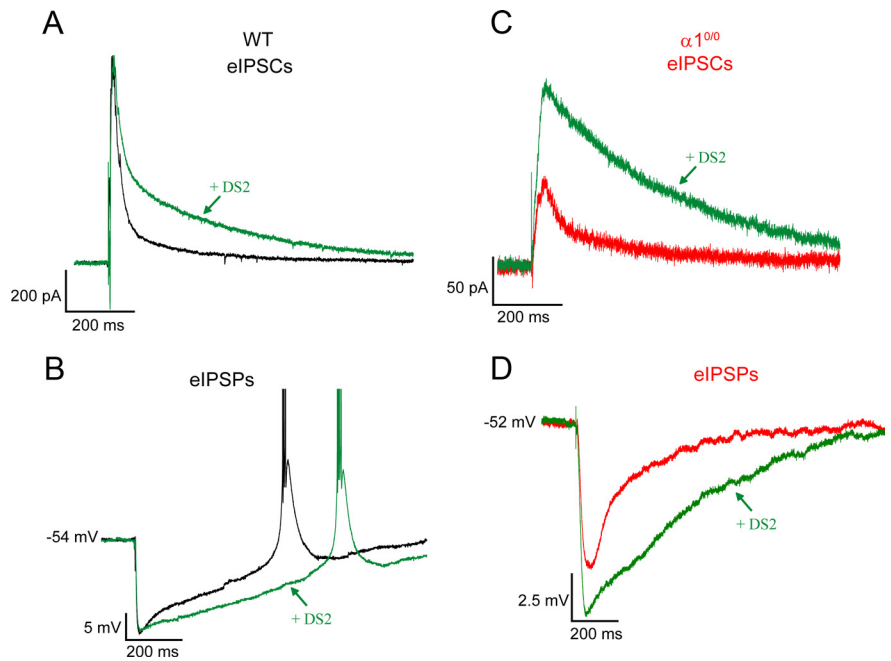 A
WT
eIPSCs
+ DS2
200 pA
200 ms
C
α1⁰/⁰
eIPSCs
+ DS2
50 pA
200 ms
B
eIPSPs
-54 mV
+ DS2
5 mV
200 ms
D
eIPSPs
-52 mV
+ DS2
2.5 mV
200 ms